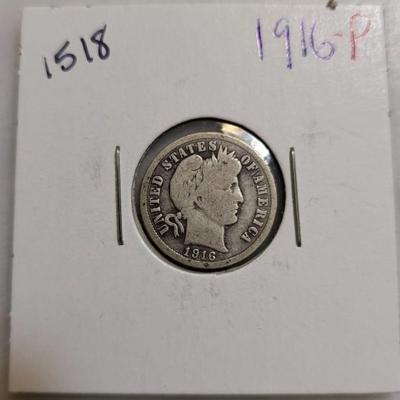 1518
1916-P
UNITED STATES OF AMERICA
1916